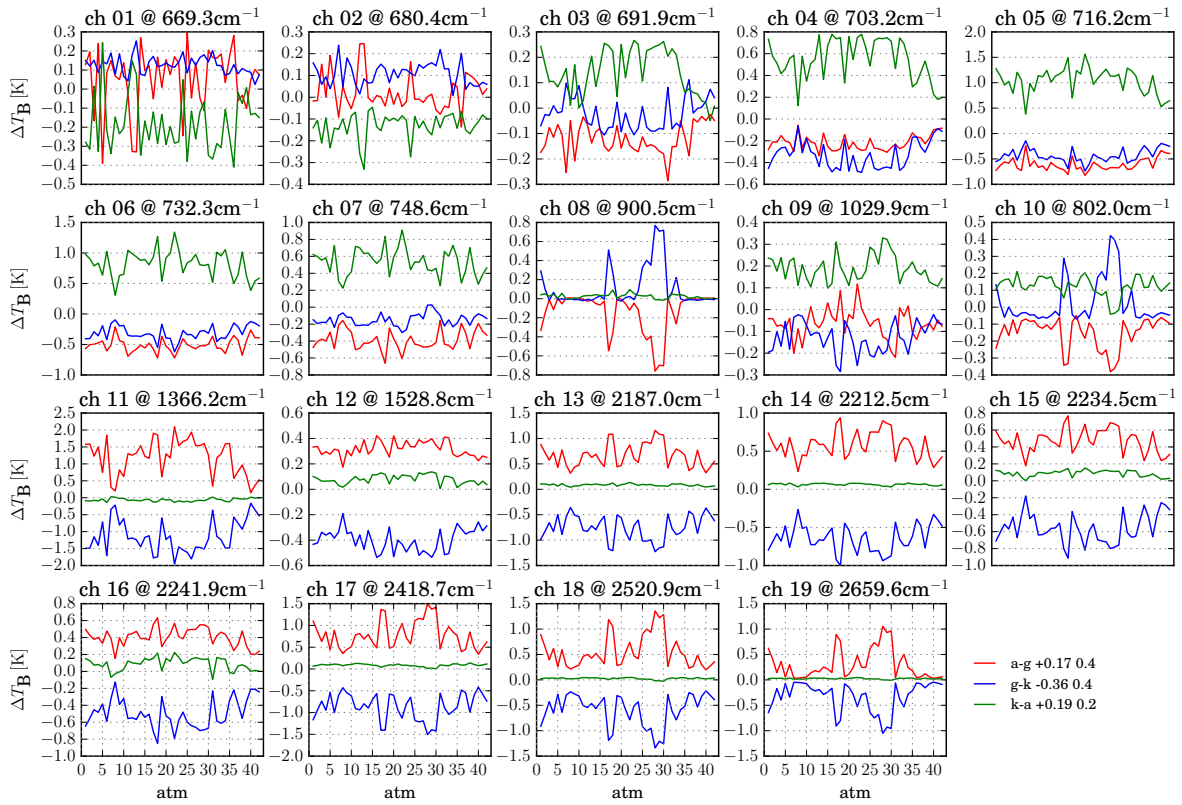 ch 01 @ 669.3cm⁻¹ ch 02 @ 680.4cm⁻¹ ch 03 @ 691.9cm⁻¹ ch 04 @ 703.2cm⁻¹ ch 05 @ 716.2cm⁻¹
ΔT_B [K]
0.3 0.2 0.1 0.0 −0.1 −0.2 −0.3 −0.4 −0.5
0.3 0.2 0.1 0.0 −0.1 −0.2 −0.3 −0.4
0.3 0.2 0.1 0.0 −0.1 −0.2 −0.3
0.8 0.6 0.4 0.2 0.0 −0.2 −0.4 −0.6
2.0 1.5 1.0 0.5 0.0 −0.5 −1.0
ch 06 @ 732.3cm⁻¹ ch 07 @ 748.6cm⁻¹ ch 08 @ 900.5cm⁻¹ ch 09 @ 1029.9cm⁻¹ ch 10 @ 802.0cm⁻¹
ΔT_B [K]
1.5 1.0 0.5 0.0 −0.5 −1.0
1.0 0.8 0.6 0.4 0.2 0.0 −0.2 −0.4 −0.6 −0.8
0.8 0.6 0.4 0.2 0.0 −0.2 −0.4 −0.6 −0.8
0.4 0.3 0.2 0.1 0.0 −0.1 −0.2 −0.3
0.5 0.4 0.3 0.2 0.1 0.0 −0.1 −0.2 −0.3 −0.4
ch 11 @ 1366.2cm⁻¹ ch 12 @ 1528.8cm⁻¹ ch 13 @ 2187.0cm⁻¹ ch 14 @ 2212.5cm⁻¹ ch 15 @ 2234.5cm⁻¹
ΔT_B [K]
2.5 2.0 1.5 1.0 0.5 0.0 −0.5 −1.0 −1.5 −2.0
0.6 0.4 0.2 0.0 −0.2 −0.4 −0.6
1.5 1.0 0.5 0.0 −0.5 −1.0 −1.5
1.0 0.5 0.0 −0.5 −1.0
0.8 0.6 0.4 0.2 0.0 −0.2 −0.4 −0.6 −0.8 −1.0
ch 16 @ 2241.9cm⁻¹ ch 17 @ 2418.7cm⁻¹ ch 18 @ 2520.9cm⁻¹ ch 19 @ 2659.6cm⁻¹
ΔT_B [K]
0.8 0.6 0.4 0.2 0.0 −0.2 −0.4 −0.6 −0.8 −1.0
1.5 1.0 0.5 0.0 −0.5 −1.0 −1.5 −2.0
1.5 1.0 0.5 0.0 −0.5 −1.0 −1.5
1.5 1.0 0.5 0.0 −0.5 −1.0 −1.5
a-g +0.17 0.4
g-k -0.36 0.4
k-a +0.19 0.2
0 5 10 15 20 25 30 35 40
0 5 10 15 20 25 30 35 40
0 5 10 15 20 25 30 35 40
0 5 10 15 20 25 30 35 40
atm atm atm atm